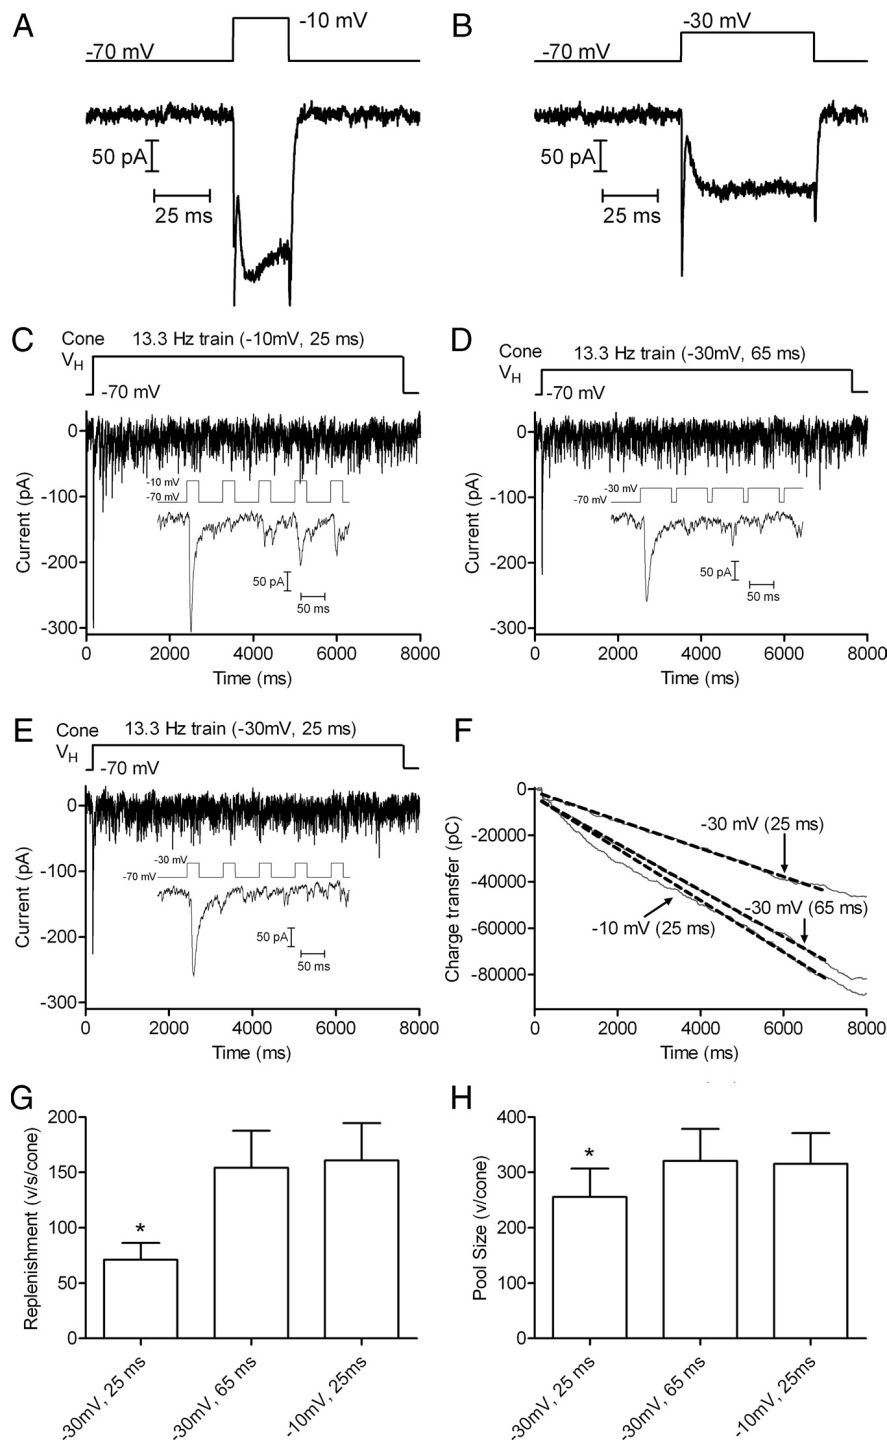 A
-10 mV
-70 mV
50 pA
25 ms
B
-30 mV
-70 mV
50 pA
25 ms
C
Cone
VH
13.3 Hz train (-10mV, 25 ms)
-70 mV
0
-100
-200
-300
Current (pA)
-10 mV
-70 mV
50 pA
50 ms
0
2000
4000
6000
8000
Time (ms)
D
Cone
VH
13.3 Hz train (-30mV, 65 ms)
-70 mV
0
-100
-200
-300
Current (pA)
-30 mV
-70 mV
50 pA
50 ms
0
2000
4000
6000
8000
Time (ms)
E
Cone
VH
13.3 Hz train (-30mV, 25 ms)
-70 mV
0
-100
-200
-300
Current (pA)
-30 mV
-70 mV
50 pA
50 ms
0
2000
4000
6000
8000
Time (ms)
F
0
-20000
-40000
-60000
-80000
Charge transfer (pC)
-30 mV (25 ms)
-30 mV (65 ms)
-10 mV (25 ms)
0
2000
4000
6000
8000
Time (ms)
G
200
150
100
50
0
Replenishment (v/s/cone)
*
-30mV, 25 ms
-30mV, 65 ms
-10mV, 25ms
H
400
300
200
100
0
Pool Size (v/cone)
*
-30mV, 25ms
-30mV, 65 ms
-10mV, 25ms